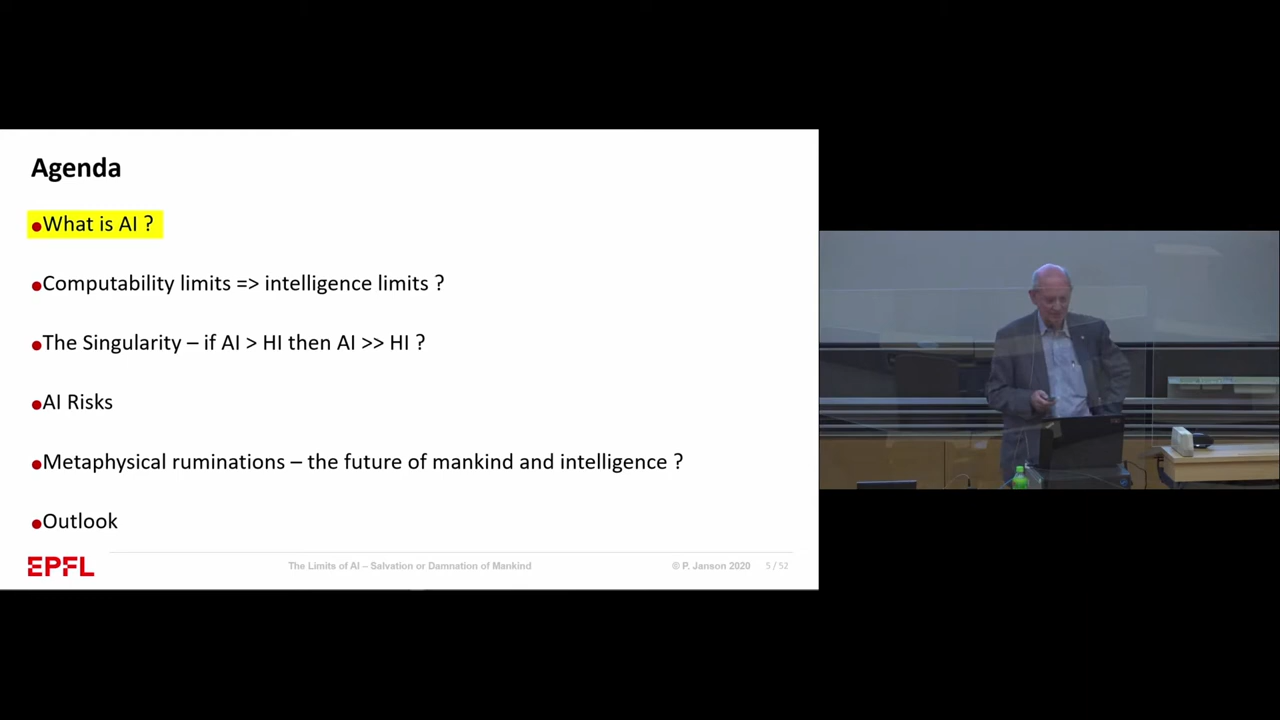 Agenda
•What is AI ?
•Computability limits => intelligence limits ?
•The Singularity – if AI > HI then AI >> HI ?
•AI Risks
•Metaphysical ruminations – the future of mankind and intelligence ?
•Outlook
EPFL The Limits of AI – Salvation or Damnation of Mankind © P. Janson 2020 5 / 52